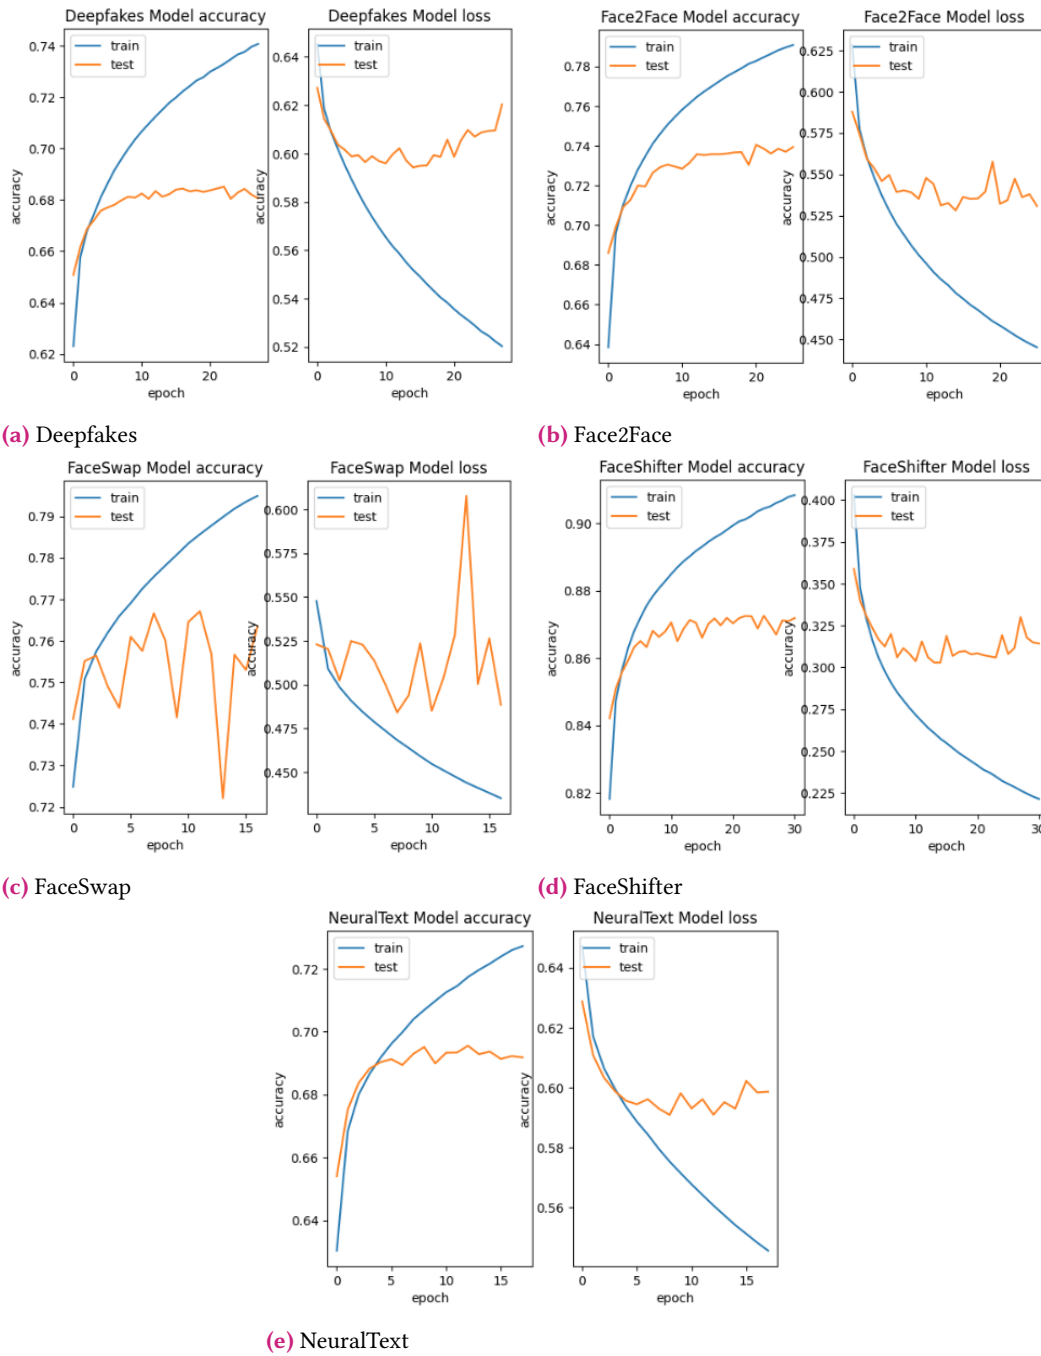 Deepfakes Model accuracy
train
test
0.74
0.72
0.70
0.68
0.66
0.64
0.62
accuracy
0 10 20
epoch
Deepfakes Model loss
train
test
0.64
0.62
0.60
0.58
0.56
0.54
0.52
accuracy
0 10 20
epoch
(a) Deepfakes
Face2Face Model accuracy
train
test
0.78
0.76
0.74
0.72
0.70
0.68
0.66
0.64
accuracy
0 10 20
epoch
Face2Face Model loss
train
test
0.625
0.600
0.575
0.550
0.525
0.500
0.475
0.450
accuracy
0 10 20
epoch
(b) Face2Face
FaceSwap Model accuracy
train
test
0.79
0.78
0.77
0.76
0.75
0.74
0.73
0.72
accuracy
0 5 10 15
epoch
FaceSwap Model loss
train
test
0.600
0.575
0.550
0.525
0.500
0.475
0.450
accuracy
0 5 10 15
epoch
(c) FaceSwap
FaceShifter Model accuracy
train
test
0.90
0.88
0.86
0.84
0.82
accuracy
0 10 20 30
epoch
FaceShifter Model loss
train
test
0.400
0.375
0.350
0.325
0.300
0.275
0.250
0.225
accuracy
0 10 20 30
epoch
(d) FaceShifter
NeuralText Model accuracy
train
test
0.72
0.70
0.68
0.66
0.64
accuracy
0 5 10 15
epoch
NeuralText Model loss
train
test
0.64
0.62
0.60
0.58
0.56
accuracy
0 5 10 15
epoch
(e) NeuralText